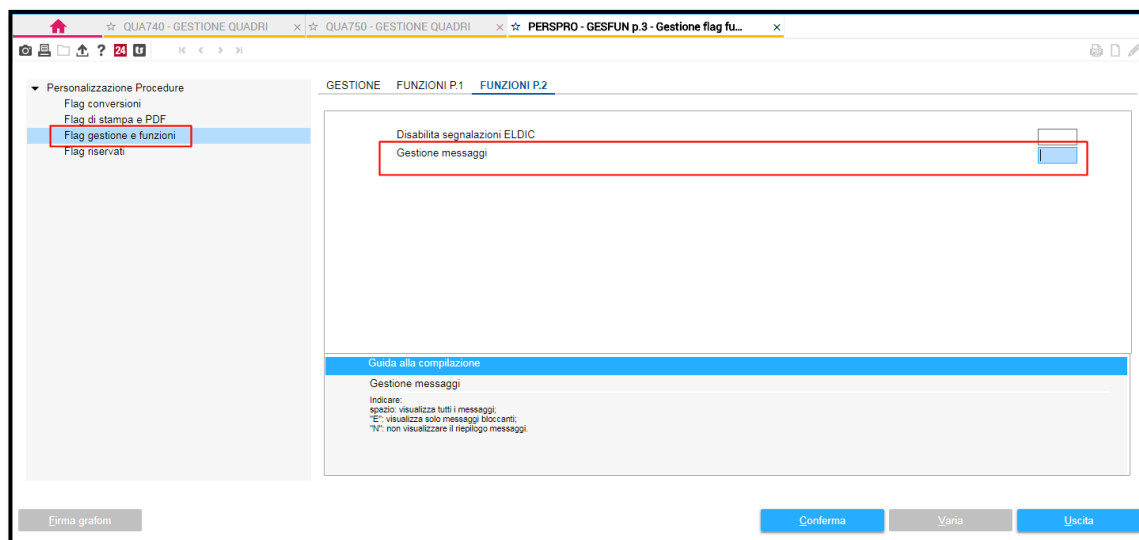 QUA740 - GESTIONE QUADRI
QUA750 - GESTIONE QUADRI
PERSPRO - GESFUN p.3 - Gestione flag fu...
? 24
Personalizzazione Procedure
Flag conversioni
Flag di stampa e PDF
Flag gestione e funzioni
Flag riservati
GESTIONE FUNZIONI P.1 FUNZIONI P.2
Disabilita segnalazioni ELDIC
Gestione messaggi
Guida alla compilazione
Gestione messaggi
Indicare:
spazio: visualizza tutti i messaggi;
"E": visualizza solo messaggi bloccanti;
"N": non visualizzare il riepilogo messaggi.
Firma grafom
Conferma
Varia
Uscita